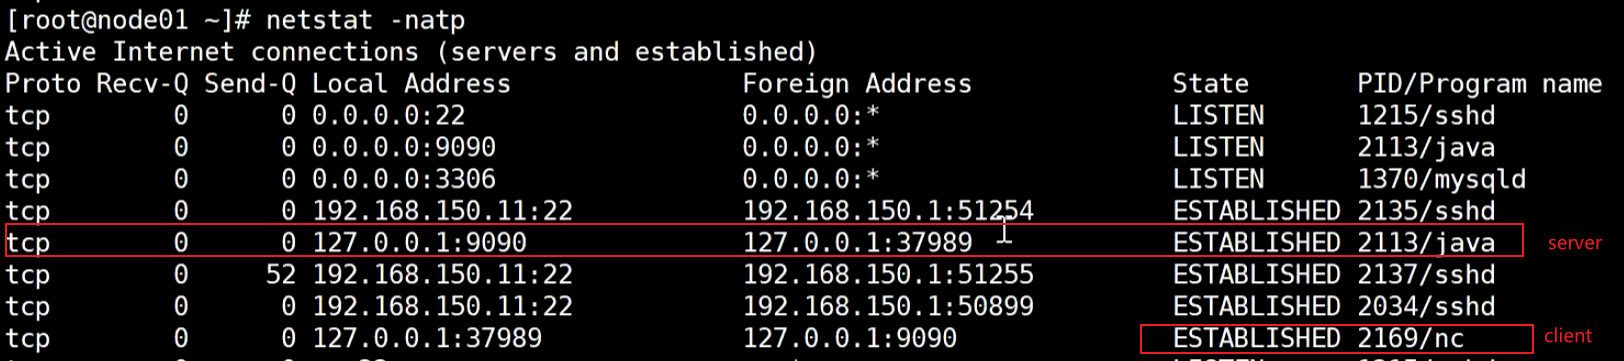 [root@node01 ~]# netstat -natp
Active Internet connections (servers and established)
Proto Recv-Q Send-Q Local Address           Foreign Address         State       PID/Program name
tcp        0      0 0.0.0.0:22              0.0.0.0:*               LISTEN      1215/sshd
tcp        0      0 0.0.0.0:9090            0.0.0.0:*               LISTEN      2113/java
tcp        0      0 0.0.0.0:3306            0.0.0.0:*               LISTEN      1370/mysqld
tcp        0      0 192.168.150.11:22       192.168.150.1:51254     ESTABLISHED 2135/sshd
tcp        0      0 127.0.0.1:9090          127.0.0.1:37989         ESTABLISHED 2113/java server
tcp        0     52 192.168.150.11:22       192.168.150.1:51255     ESTABLISHED 2137/sshd
tcp        0      0 192.168.150.11:22       192.168.150.1:50899     ESTABLISHED 2034/sshd
tcp        0      0 127.0.0.1:37989         127.0.0.1:9090          ESTABLISHED 2169/nc client